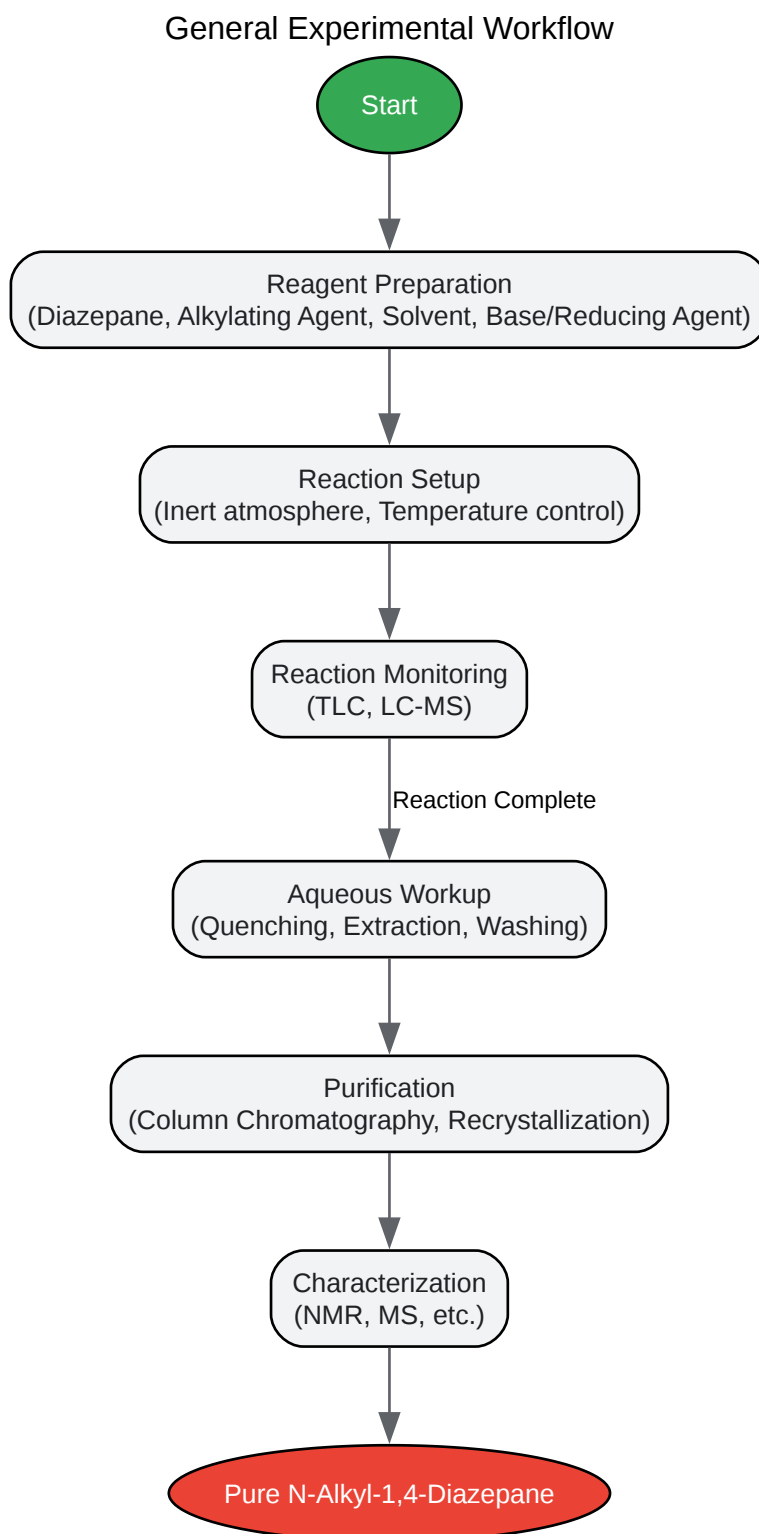 General Experimental Workflow
Start
Reagent Preparation
(Diazepane, Alkylating Agent, Solvent, Base/Reducing Agent)
Reaction Setup
(Inert atmosphere, Temperature control)
Reaction Monitoring
(TLC, LC-MS)
Reaction Complete
Aqueous Workup
(Quenching, Extraction, Washing)
Purification
(Column Chromatography, Recrystallization)
Characterization
(NMR, MS, etc.)
Pure N-Alkyl-1,4-Diazepane